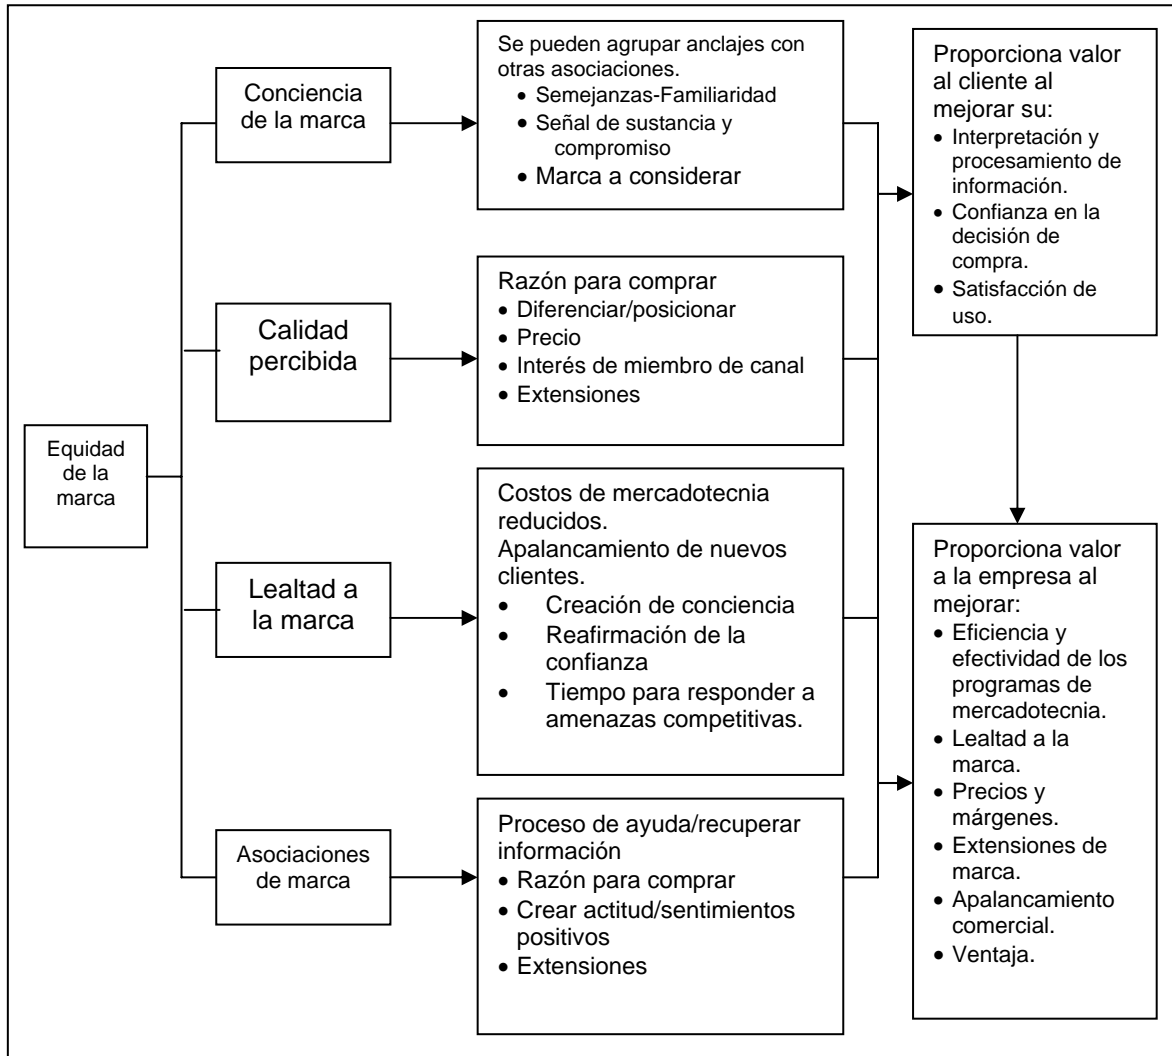 Conciencia
de la marca
Se pueden agrupar anclajes con
otras asociaciones.
• Semejanzas-Familiaridad
• Señal de sustancia y
compromiso
• Marca a considerar
Proporciona valor
al cliente al
mejorar su:
• Interpretación y
procesamiento de
información.
• Confianza en la
decisión de
compra.
• Satisfacción de
uso.
Calidad
percibida
Razón para comprar
• Diferenciar/posicionar
• Precio
• Interés de miembro de canal
• Extensiones
Equidad
de la
marca
Lealtad a
la marca
Costos de mercadotecnia
reducidos.
Apalancamiento de nuevos
clientes.
• Creación de conciencia
• Reafirmación de la
confianza
• Tiempo para responder a
amenazas competitivas.
Proporciona valor
a la empresa al
mejorar:
• Eficiencia y
efectividad de los
programas de
mercadotecnia.
• Lealtad a la
marca.
• Precios y
márgenes.
• Extensiones de
marca.
• Apalancamiento
comercial.
• Ventaja.
Asociaciones
de marca
Proceso de ayuda/recuperar
información
• Razón para comprar
• Crear actitud/sentimientos
positivos
• Extensiones